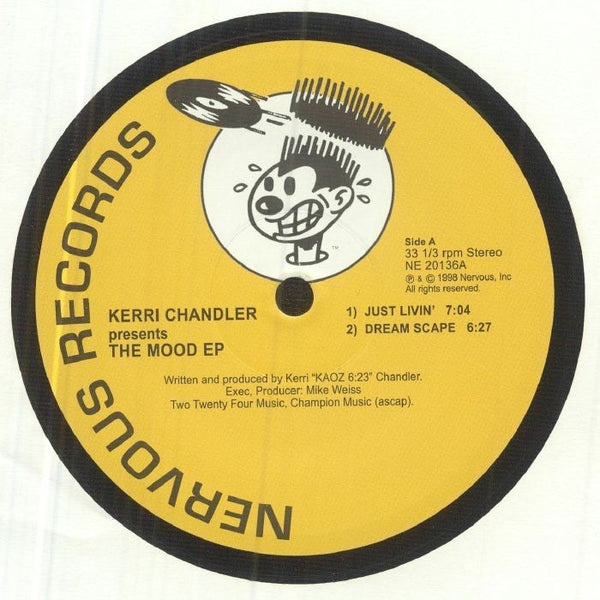 NERVOUS RECORDS
™
Side A
33 1/3 rpm Stereo
NE 20136A
℗ & © 1998 Nervous, Inc
All rights reserved.
KERRI CHANDLER
presents
THE MOOD EP
1) JUST LIVIN' 7:04
2) DREAM SCAPE 6:27
Written and produced by Kerri "KAOZ 6:23" Chandler.
Exec, Producer: Mike Weiss
Two Twenty Four Music, Champion Music (ascap).